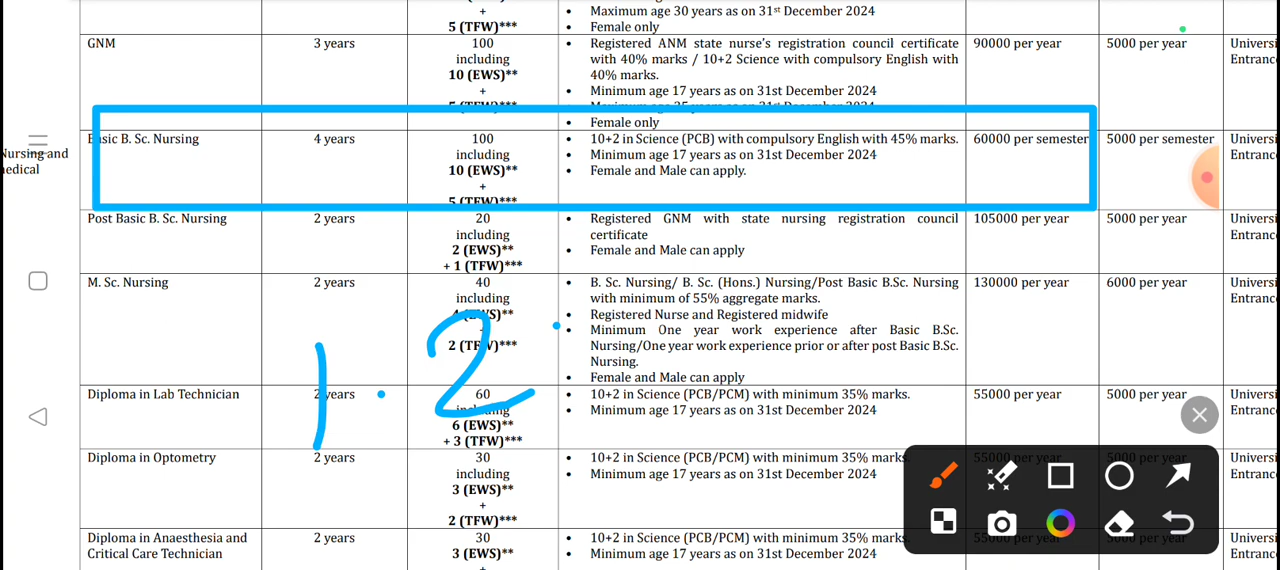 +
5 (TFW)***
• Maximum age 30 years as on 31st December 2024
• Female only
GNM 3 years 100 • Registered ANM state nurse's registration council certificate 90000 per year 5000 per year Universi
including with 40% marks / 10+2 Science with compulsory English with Entrance
10 (EWS)** 40% marks.
+ • Minimum age 17 years as on 31st December 2024
5 (TFW)***
• Female only
Nursing and
Basic B. Sc. Nursing 4 years 100 • 10+2 in Science (PCB) with compulsory English with 45% marks. 60000 per semester 5000 per semester Universi
including • Minimum age 17 years as on 31st December 2024 Entrance
10 (EWS)** • Female and Male can apply.
+
5 (TFW)***
Post Basic B. Sc. Nursing 2 years 20 • Registered GNM with state nursing registration council 105000 per year 5000 per year Universi
including certificate Entrance
2 (EWS)** • Female and Male can apply
+ 1 (TFW)***
M. Sc. Nursing 2 years 40 • B. Sc. Nursing/ B. Sc. (Hons.) Nursing/Post Basic B.Sc. Nursing 130000 per year 6000 per year Universi
including with minimum of 55% aggregate marks. Entrance
4 (EWS)** • Registered Nurse and Registered midwife
+ • Minimum One year work experience after Basic B.Sc.
2 (TFW)*** Nursing/One year work experience prior or after post Basic B.Sc.
Nursing.
• Female and Male can apply
1 . 2 .
Diploma in Lab Technician 2 years 60 • 10+2 in Science (PCB/PCM) with minimum 35% marks. 55000 per year 5000 per year Universi
including • Minimum age 17 years as on 31st December 2024 Entrance
6 (EWS)**
+ 3 (TFW)***
Diploma in Optometry 2 years 30 • 10+2 in Science (PCB/PCM) with minimum 35% marks. 55000 per year 5000 per year Universi
including • Minimum age 17 years as on 31st December 2024 Entrance
3 (EWS)**
+
2 (TFW)***
Diploma in Anaesthesia and 2 years 30 • 10+2 in Science (PCB/PCM) with minimum 35% marks. 55000 per year 5000 per year Universi
Critical Care Technician 3 (EWS)** • Minimum age 17 years as on 31st December 2024 Entrance
+